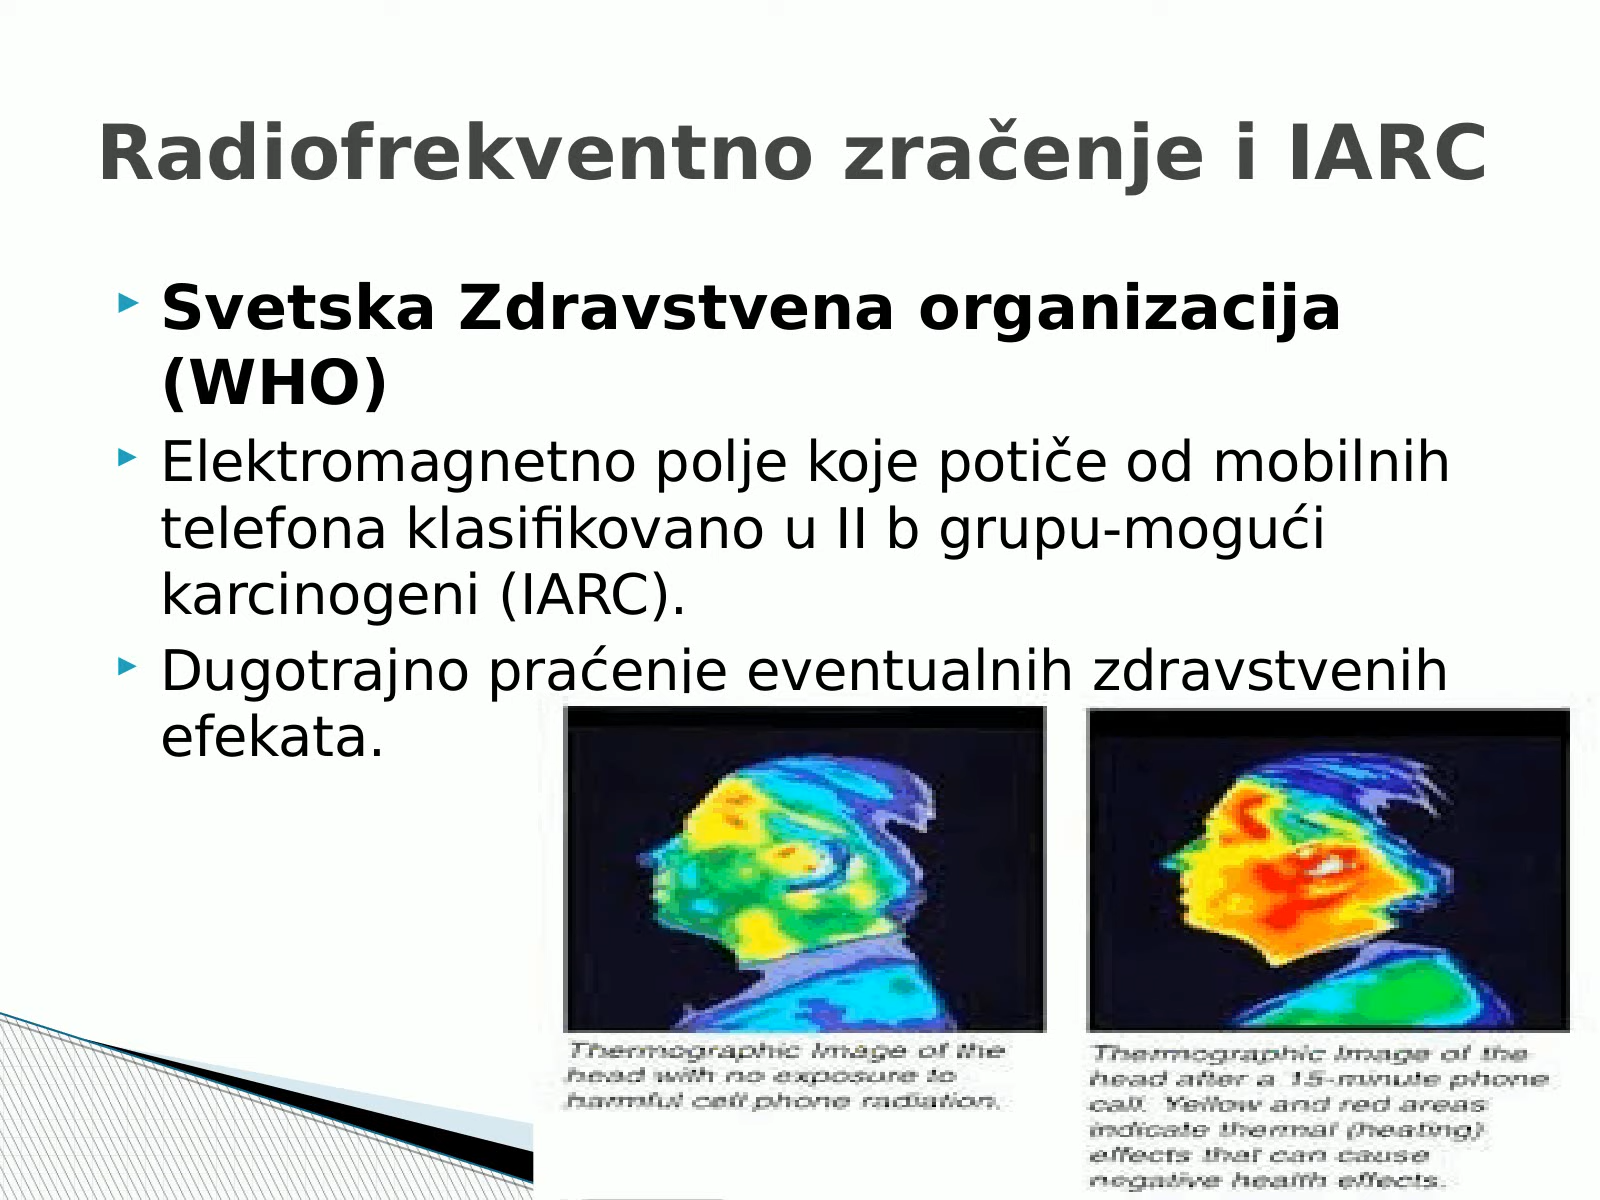 Radiofrekventno zračenje i IARC
Svetska Zdravstvena organizacija
(WHO)
Elektromagnetno polje koje potiče od mobilnih
telefona klasifikovano u II b grupu-mogući
karcinogeni (IARC).
Dugotrajno praćenje eventualnih zdravstvenih
efekata.
Thermographic Image of the
head with no exposure to
harmful cell phone radiation.
Thermographic Image of the
head after a 15-minute phone
call. Yellow and red areas
indicate thermal (heating)
effects that can cause
negative health effects.